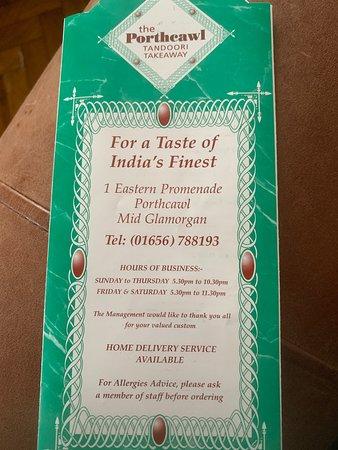 the
Porthcawl
TANDOORI
TAKEAWAY
For a Taste of
India's Finest
1 Eastern Promenade
Porthcawl
Mid Glamorgan
Tel: (01656) 788193
HOURS OF BUSINESS:-
SUNDAY to THURSDAY 5.30pm to 10.30pm
FRIDAY & SATURDAY 5.30pm to 11.30pm
The Management would like to thank you all
for your valued custom
HOME DELIVERY SERVICE
AVAILABLE
For Allergies Advice, please ask
a member of staff before ordering